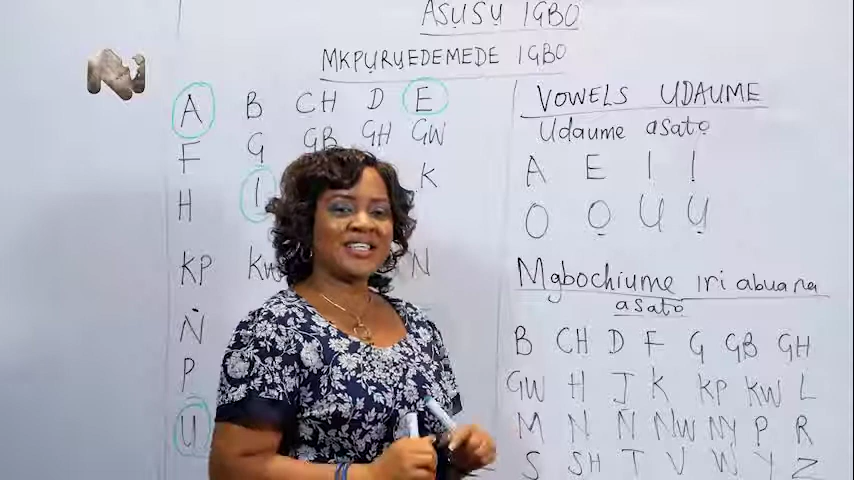 ASỤSỤ IGBO
MKPỤRỤEDEMEDE IGBO
A B CH D E
F G GB GH GW
H I K
KP KW N
Ṅ
P
U
VOWELS UDAUME
Udaume asatọ
A E I Ị
O Ọ U Ụ
Mgbochiume iri abua na
asatọ
B CH D F G GB GH
GW H J K KP KW L
M N Ṅ NW NY P R
S SH T V W Y Z
N